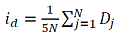 i_d = \frac{1}{5N} \sum_{j=1}^{N} D_j